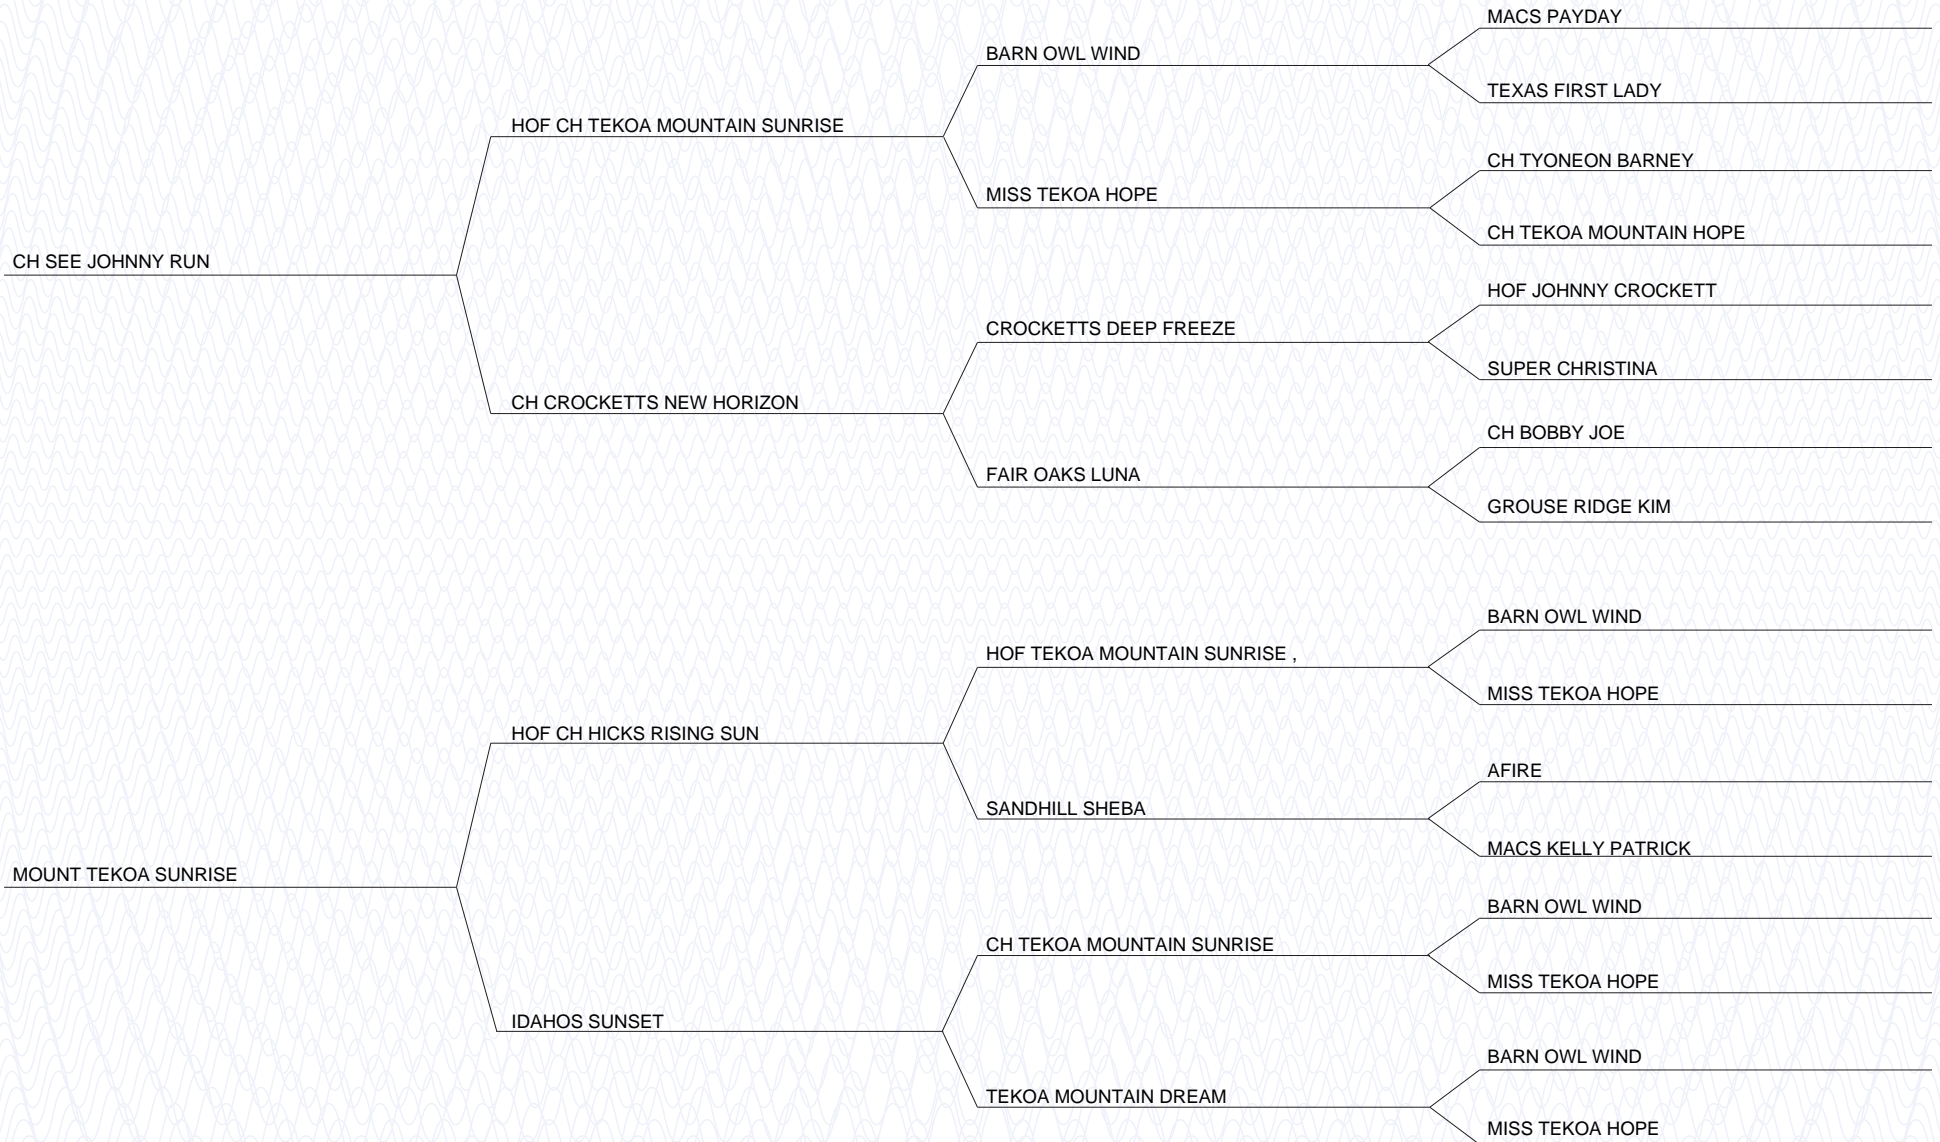 MACS PAYDAY
BARN OWL WIND
TEXAS FIRST LADY
HOF CH TEKOA MOUNTAIN SUNRISE
CH TYONEON BARNEY
MISS TEKOA HOPE
CH TEKOA MOUNTAIN HOPE
CH SEE JOHNNY RUN
HOF JOHNNY CROCKETT
CROCKETTS DEEP FREEZE
SUPER CHRISTINA
CH CROCKETTS NEW HORIZON
CH BOBBY JOE
FAIR OAKS LUNA
GROUSE RIDGE KIM
BARN OWL WIND
HOF TEKOA MOUNTAIN SUNRISE ,
MISS TEKOA HOPE
HOF CH HICKS RISING SUN
AFIRE
SANDHILL SHEBA
MACS KELLY PATRICK
MOUNT TEKOA SUNRISE
BARN OWL WIND
CH TEKOA MOUNTAIN SUNRISE
MISS TEKOA HOPE
IDAHOS SUNSET
BARN OWL WIND
TEKOA MOUNTAIN DREAM
MISS TEKOA HOPE